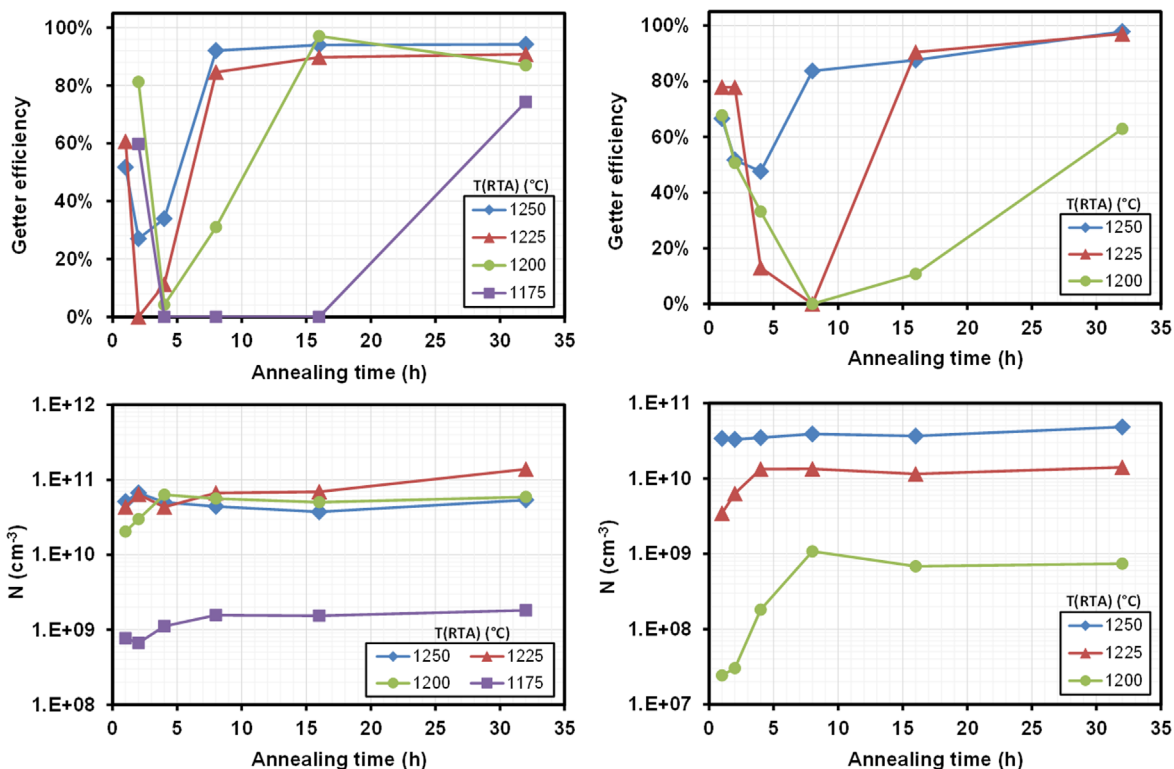 100%
80%
60%
40%
20%
0%
Getter efficiency
T(RTA) (°C)
1250
1225
1200
1175
0 5 10 15 20 25 30 35
Annealing time (h)
100%
80%
60%
40%
20%
0%
Getter efficiency
T(RTA) (°C)
1250
1225
1200
0 5 10 15 20 25 30 35
Annealing time (h)
1.E+12
1.E+11
1.E+10
1.E+09
1.E+08
N (cm-3)
T(RTA) (°C)
1250 1225
1200 1175
0 5 10 15 20 25 30 35
Annealing time (h)
1.E+11
1.E+10
1.E+09
1.E+08
1.E+07
N (cm-3)
T(RTA) (°C)
1250
1225
1200
0 5 10 15 20 25 30 35
Annealing time (h)